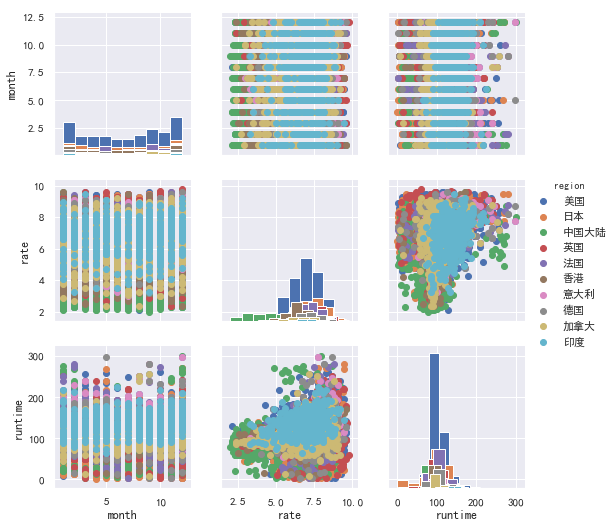 12.5
10.0
7.5
5.0
2.5
month
10
8
6
4
2
rate
region
美国
日本
中国大陆
英国
法国
香港
意大利
德国
加拿大
印度
300
200
100
0
runtime
5 10
month
2.5 5.0 7.5 10.0
rate
0 100 200 300
runtime